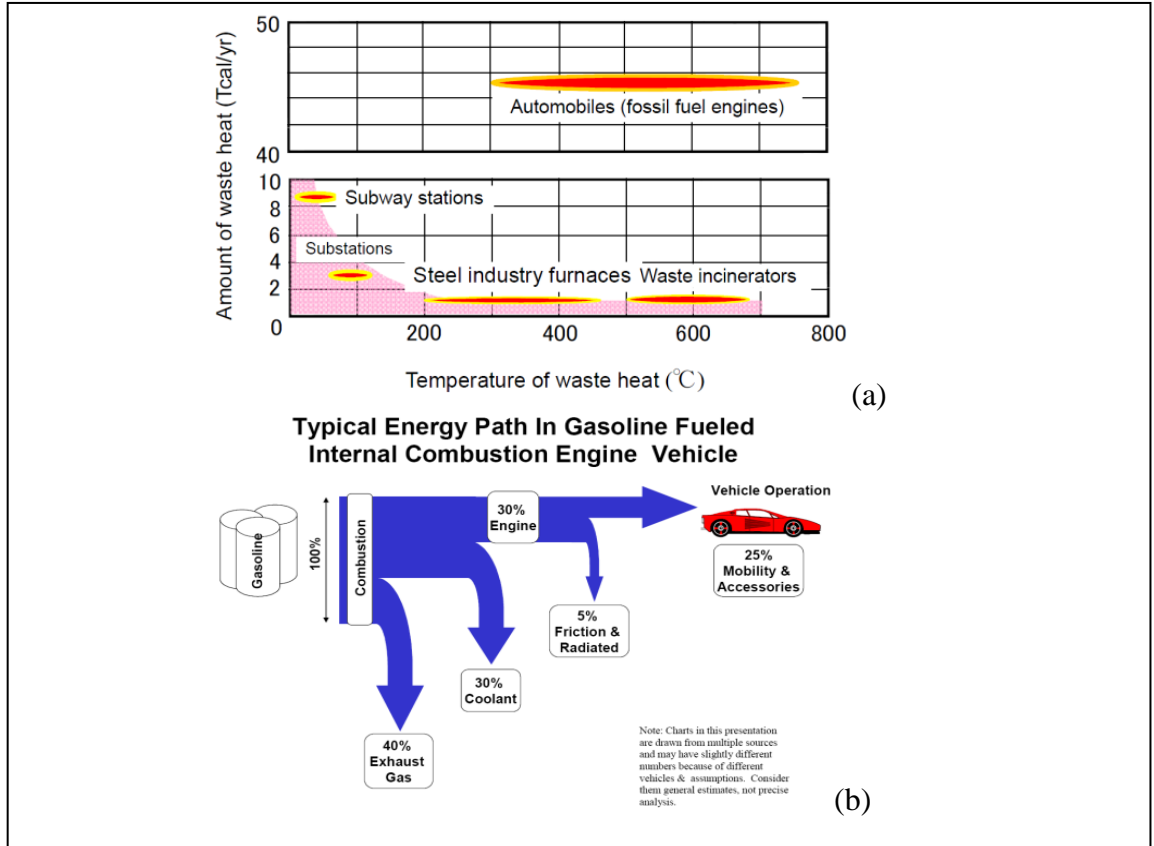 50
40
Amount of waste heat (Tcal/yr)
Automobiles (fossil fuel engines)
10
8
6
4
2
0
Subway stations
Substations
Steel industry furnaces
Waste incinerators
200
400
600
800
Temperature of waste heat (℃)
(a)
Typical Energy Path In Gasoline Fueled
Internal Combustion Engine Vehicle
Gasoline
100%
Combustion
30%
Engine
Vehicle Operation
25%
Mobility &
Accessories
5%
Friction &
Radiated
30%
Coolant
40%
Exhaust
Gas
Note: Charts in this presentation
are drawn from multiple sources
and may have slightly different
numbers because of different
vehicles & assumptions. Consider
them general estimates, not precise
analysis.
(b)